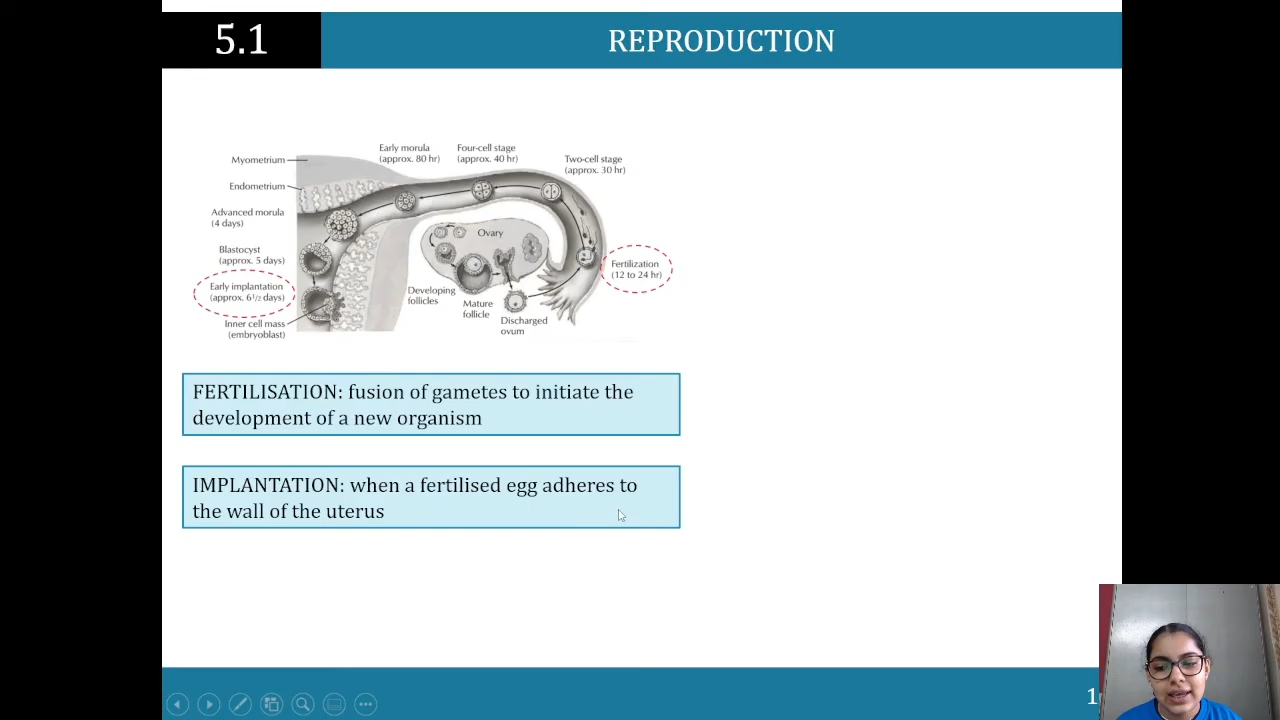 5.1
REPRODUCTION
Early morula
(approx. 80 hr)
Four-cell stage
(approx. 40 hr)
Two-cell stage
(approx. 30 hr)
Myometrium
Endometrium
Advanced morula
(4 days)
Blastocyst
(approx. 5 days)
Early implantation
(approx. 6 1/2 days)
Inner cell mass
(embryoblast)
Ovary
Developing
follicles
Mature
follicle
Discharged
ovum
Fertilization
(12 to 24 hr)
FERTILISATION: fusion of gametes to initiate the
development of a new organism
IMPLANTATION: when a fertilised egg adheres to
the wall of the uterus